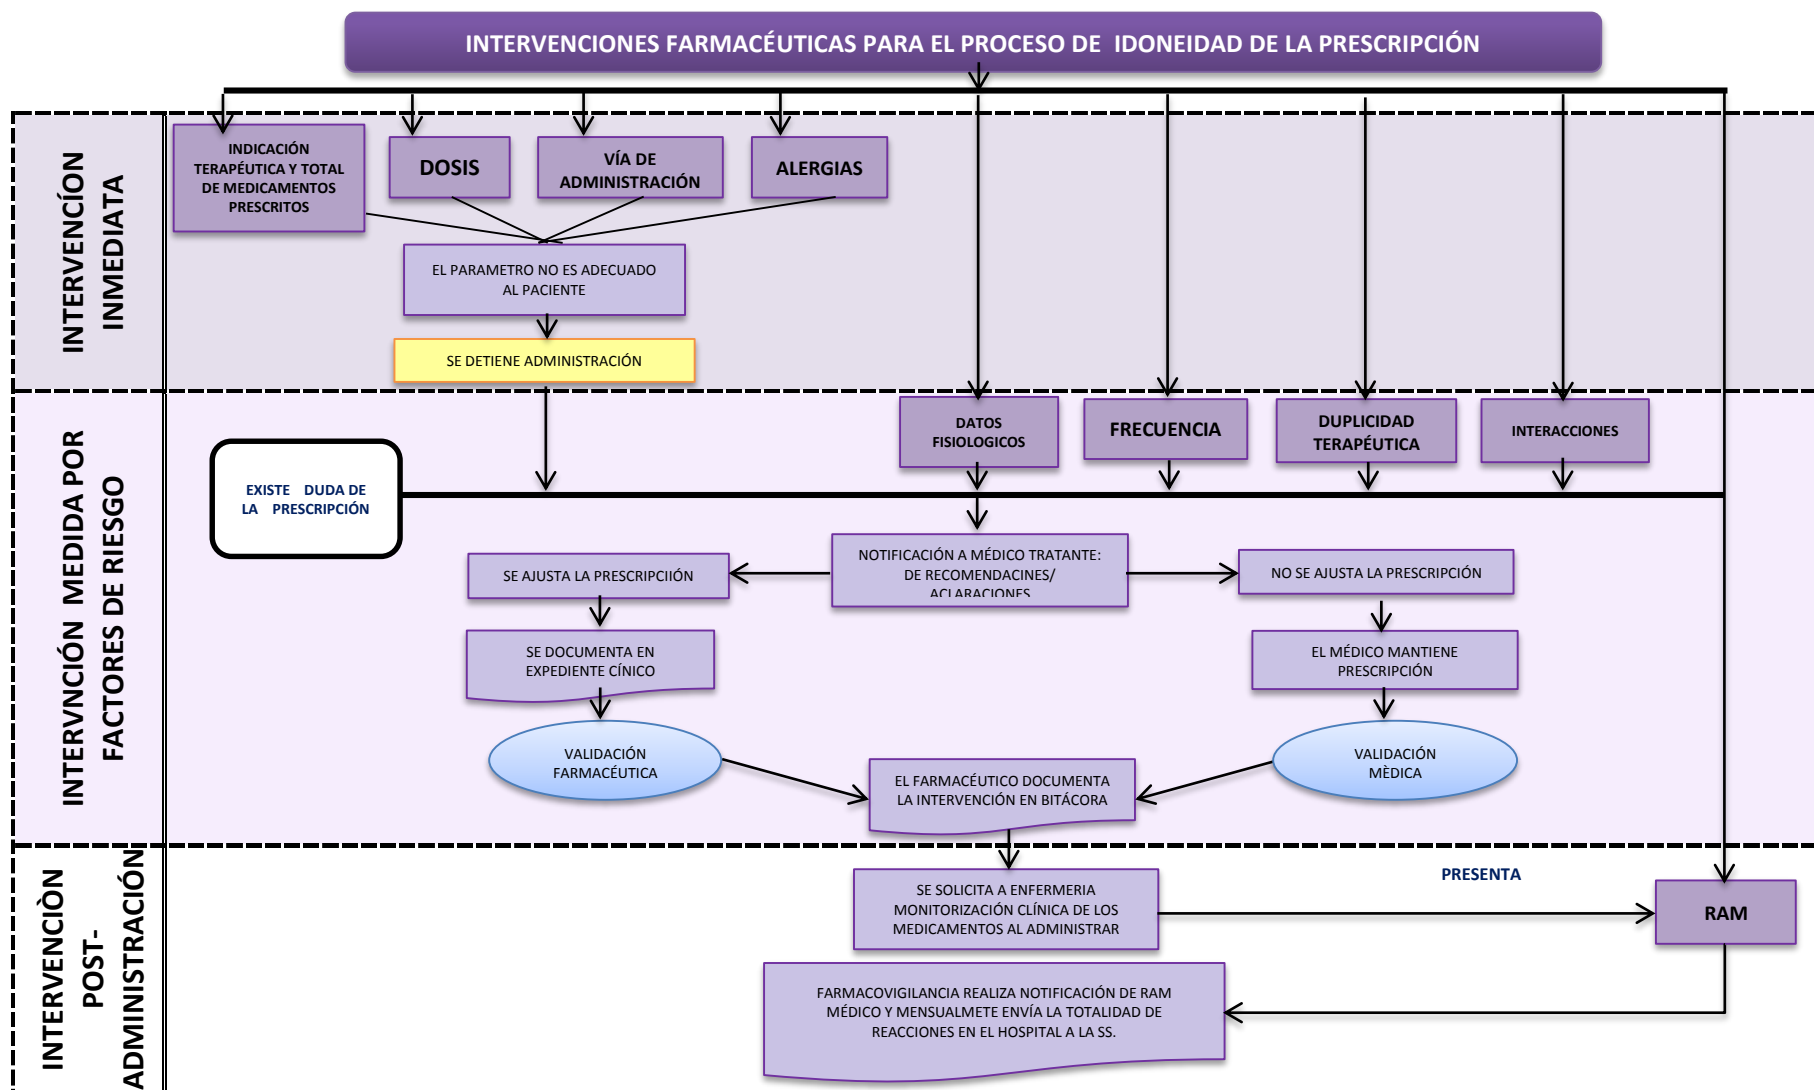 INTERVENCIONES FARMACÉUTICAS PARA EL PROCESO DE IDONEIDAD DE LA PRESCRIPCIÓN
INTERVENCÍON
INMEDIATA
INDICACIÓN
TERAPÉUTICA Y TOTAL
DE MEDICAMENTOS
PRESCRITOS
DOSIS
VÍA DE
ADMINISTRACIÓN
ALERGIAS
EL PARAMETRO NO ES ADECUADO
AL PACIENTE
SE DETIENE ADMINISTRACIÓN
INTERVNCIÓN MEDIDA POR
FACTORES DE RIESGO
DATOS
FISIOLOGICOS
FRECUENCIA
DUPLICIDAD
TERAPÉUTICA
INTERACCIONES
EXISTE DUDA DE
LA PRESCRIPCIÓN
NOTIFICACIÓN A MÉDICO TRATANTE:
DE RECOMENDACINES/
ACLARACIONES
SE AJUSTA LA PRESCRIPCIIÓN
NO SE AJUSTA LA PRESCRIPCIÓN
SE DOCUMENTA EN
EXPEDIENTE CÍNICO
EL MÉDICO MANTIENE
PRESCRIPCIÓN
VALIDACIÓN
FARMACÉUTICA
VALIDACIÓN
MÈDICA
EL FARMACÉUTICO DOCUMENTA
LA INTERVENCIÓN EN BITÁCORA
INTERVENCIÒN
POST-
ADMINISTRACIÓN
SE SOLICITA A ENFERMERIA
MONITORIZACIÓN CLÍNICA DE LOS
MEDICAMENTOS AL ADMINISTRAR
PRESENTA
RAM
FARMACOVIGILANCIA REALIZA NOTIFICACIÓN DE RAM
MÉDICO Y MENSUALMETE ENVÍA LA TOTALIDAD DE
REACCIONES EN EL HOSPITAL A LA SS.